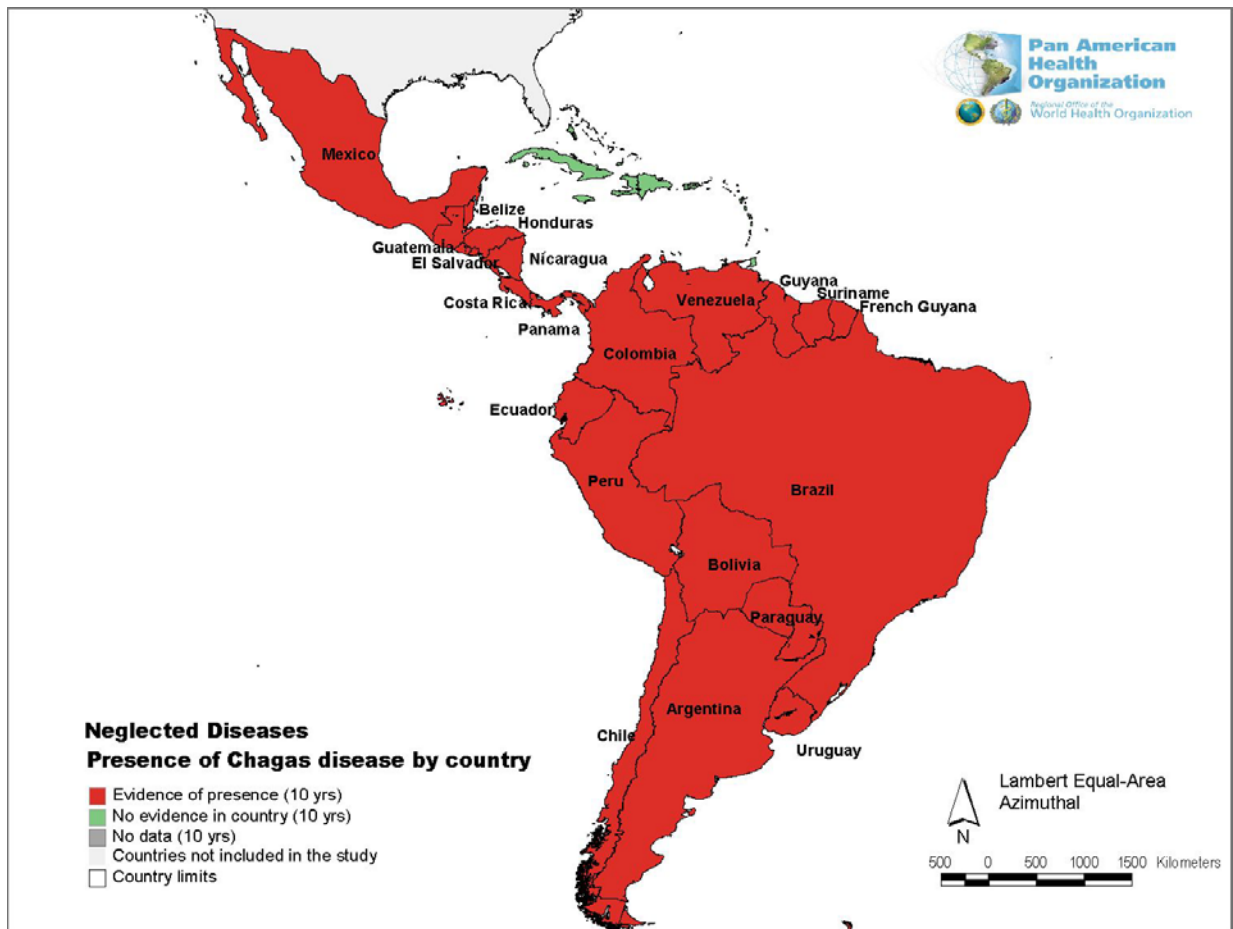 Pan American
Health
Organization
Regional Office of the
World Health Organization
Mexico
Belize
Honduras
Guatemala
El Salvador
Nicaragua
Costa Rica
Panama
Venezuela
Guyana
Suriname
French Guyana
Colombia
Ecuador
Peru
Brazil
Bolivia
Paraguay
Argentina
Chile
Uruguay
Neglected Diseases
Presence of Chagas disease by country
Evidence of presence (10 yrs)
No evidence in country (10 yrs)
No data (10 yrs)
Countries not included in the study
Country limits
Lambert Equal-Area
Azimuthal
N
500 0 500 1000 1500 Kilometers